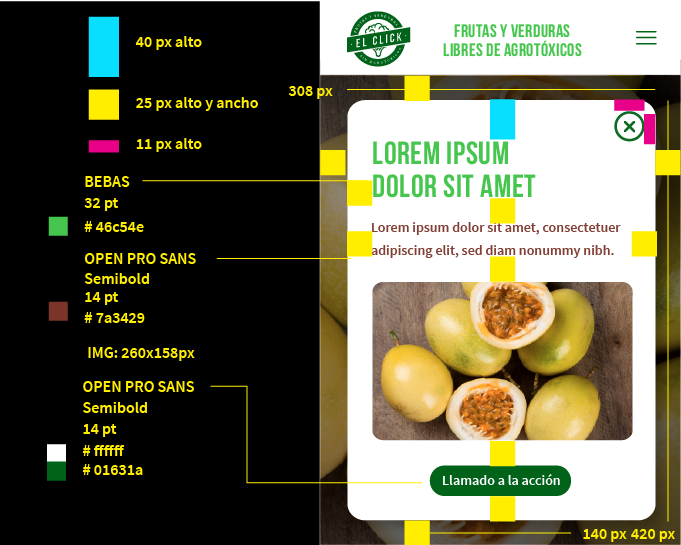 40 px alto
25 px alto y ancho
11 px alto
BEBAS
32 pt
# 46c54e
OPEN PRO SANS
Semibold
14 pt
# 7a3429
IMG: 260x158px
OPEN PRO SANS
Semibold
14 pt
# ffffff
# 01631a
EL CLICK
FRUTAS Y VERDURAS
LIBRES DE AGROTÓXICOS
308 px
LOREM IPSUM
DOLOR SIT AMET
Lorem ipsum dolor sit amet, consectetuer
adipiscing elit, sed diam nonummy nibh.
Llamado a la acción
140 px 420 px